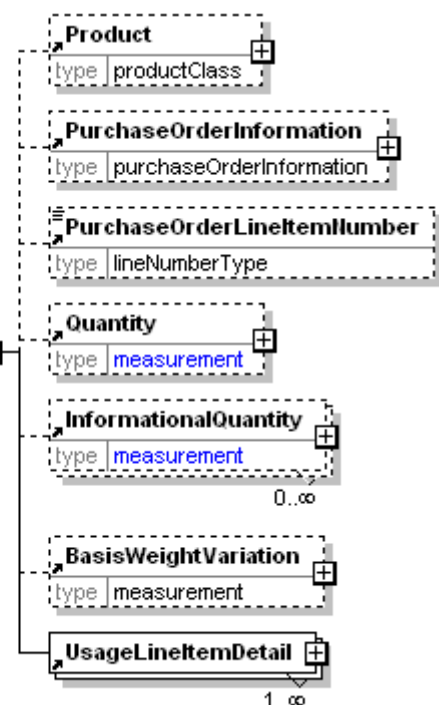 Product
type productClass
PurchaseOrderInformation
type purchaseOrderInformation
PurchaseOrderLineItemNumber
type lineNumberType
Quantity
type measurement
InformationalQuantity
type measurement
0..∞
BasisWeightVariation
type measurement
UsageLineItemDetail
1..∞